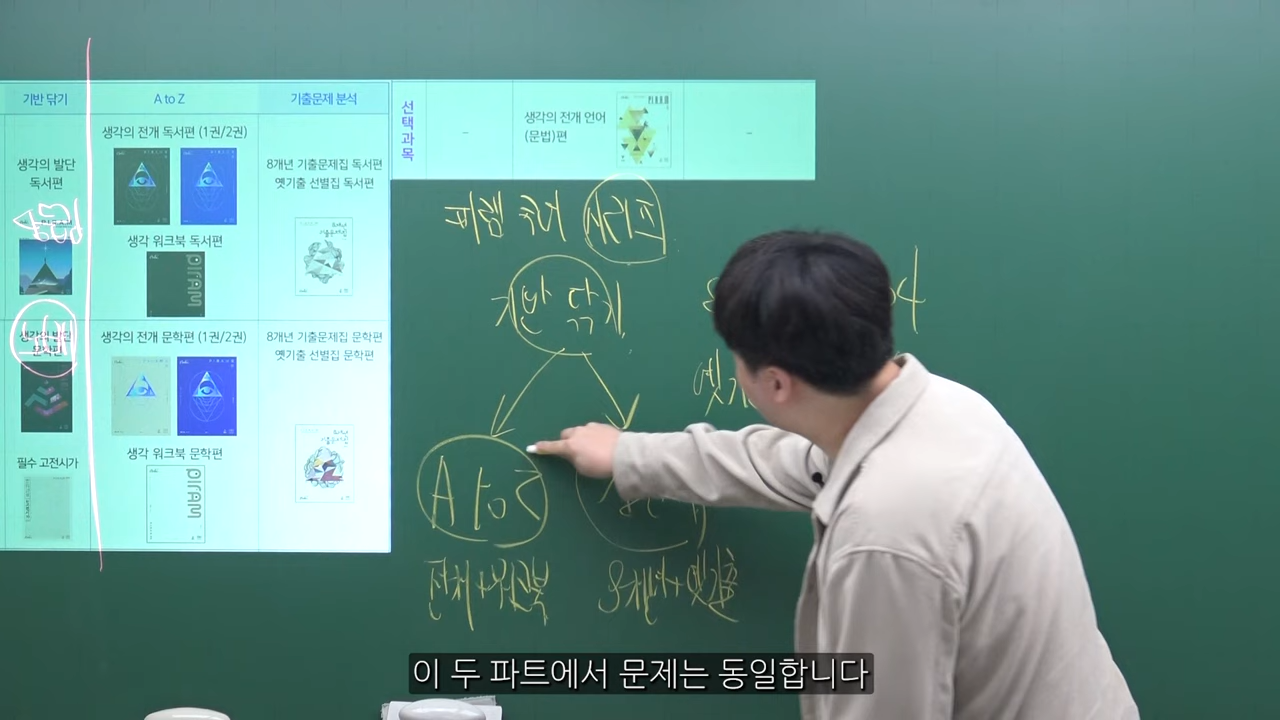 기반 닦기
A to Z
기출문제 분석
생각의 발단
독서편
생각의 전개 독서편 (1권/2권)
생각 워크북 독서편
8개년 기출문제집 독서편
옛기출 선별집 독서편
문학편
필수 고전시가
생각의 전개 문학편 (1권/2권)
생각 워크북 문학편
8개년 기출문제집 문학편
옛기출 선별집 문학편
선택과목
생각의 전개 언어
(문법)편
PIRAM
피램 국어 시리즈
기반 닦기
A to Z
전개+워크북
8개년+옛기출
이 두 파트에서 문제는 동일합니다